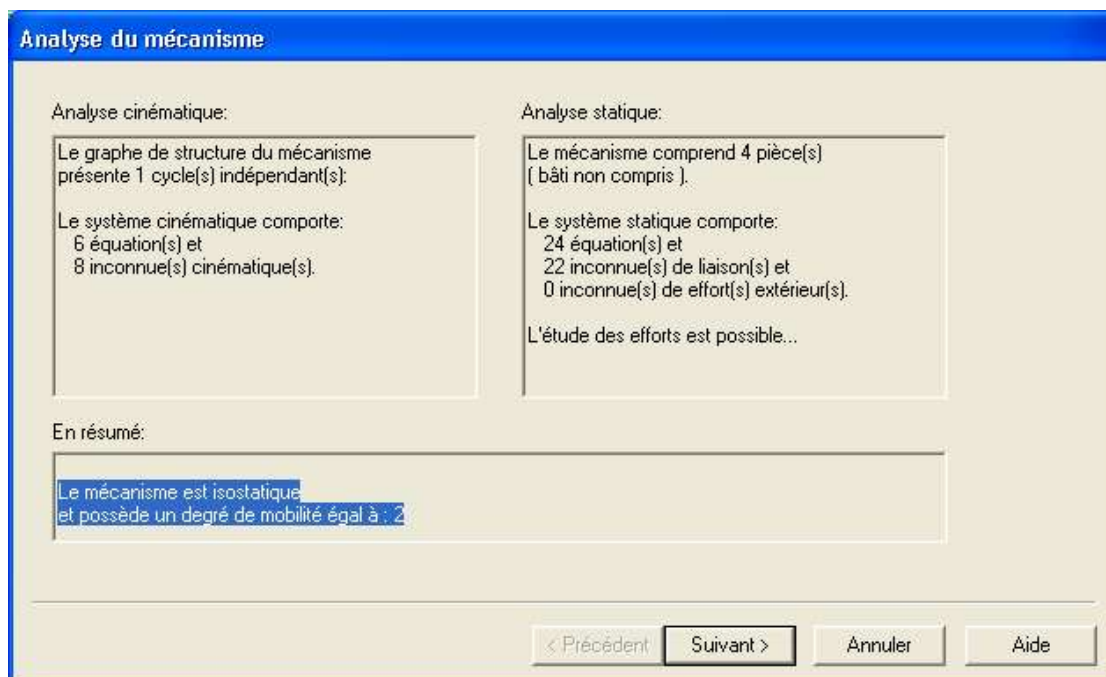 Analyse du mécanisme
Analyse cinématique:
Le graphe de structure du mécanisme
présente 1 cycle(s) indépendant(s):
Le système cinématique comporte:
6 équation(s) et
8 inconnue(s) cinématique(s).
Analyse statique:
Le mécanisme comprend 4 pièce(s)
( bâti non compris ).
Le système statique comporte:
24 équation(s) et
22 inconnue(s) de liaison(s) et
0 inconnue(s) de effort(s) extérieur(s).
L'étude des efforts est possible...
En résumé:
Le mécanisme est isostatique
et possède un degré de mobilité égal à : 2
< Précédent
Suivant >
Annuler
Aide